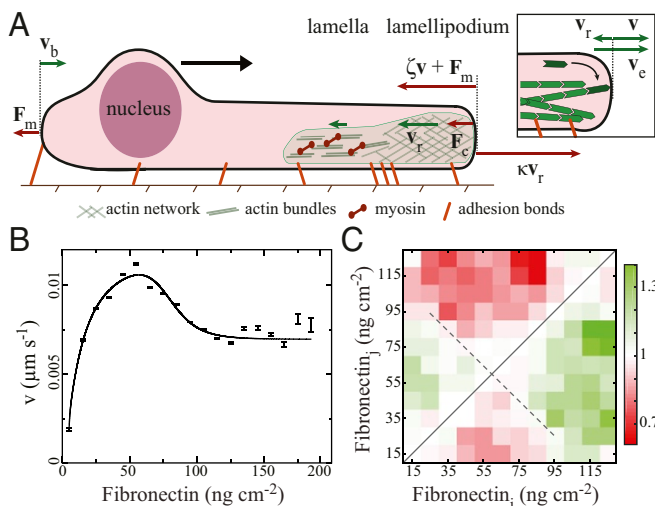 A
lamella lamellipodium
v_r v
v_e
v_b
ζv + F_m
nucleus
F_m
v_r
F_c
κv_r
actin network actin bundles myosin adhesion bonds
B
C
v (μm s⁻¹)
0.01
0.005
0
0 50 100 150 200
Fibronectin (ng cm⁻²)
Fibronectin_j (ng cm⁻²)
115
95
75
55
35
15
15 35 55 75 95 115
Fibronectin_i (ng cm⁻²)
1.3
1
0.7